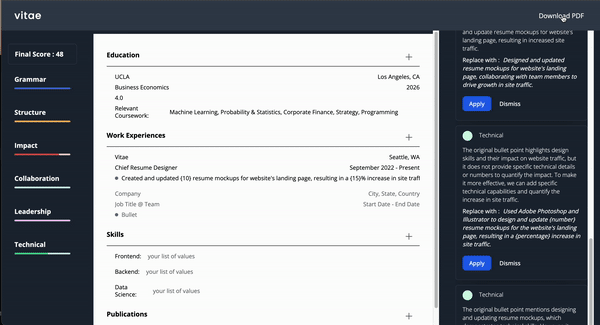 vitae
Download PDF
Final Score : 48
Grammar
Structure
Impact
Collaboration
Leadership
Technical
Education
UCLA
Los Angeles, CA
Business Economics
2026
4.0
Relevant
Coursework:
Machine Learning, Probability & Statistics, Corporate Finance, Strategy, Programming
Work Experiences
Vitae
Seattle, WA
Chief Resume Designer
September 2022 - Present
Created and updated {10} resume mockups for website's landing page, resulting in a {15}% increase in site traff
Company
City, State, Country
Job Title @ Team
Start Date - End Date
Bullet
Skills
Frontend: your list of values
Backend: your list of values
Data
Science:
your list of values
Publications
resume mockups for website's
landing page, resulting in increased site
traffic.
Replace with : Designed and updated
resume mockups for website's landing
page, collaborating with team members to
drive growth in site traffic.
Apply
Dismiss
Technical
The original bullet point highlights design
skills and their impact on website traffic, but
it does not provide specific technical details
or numbers to quantify the impact. To make
it more effective, we can add specific
technical capabilities and quantify the
increase in site traffic.
Replace with : Used Adobe Photoshop and
Illustrator to design and update {number}
resume mockups for the website's landing
page, resulting in a {percentage} increase in
site traffic.
Apply
Dismiss
Technical
The original bullet point mentions designing
and updating resume mockups, which